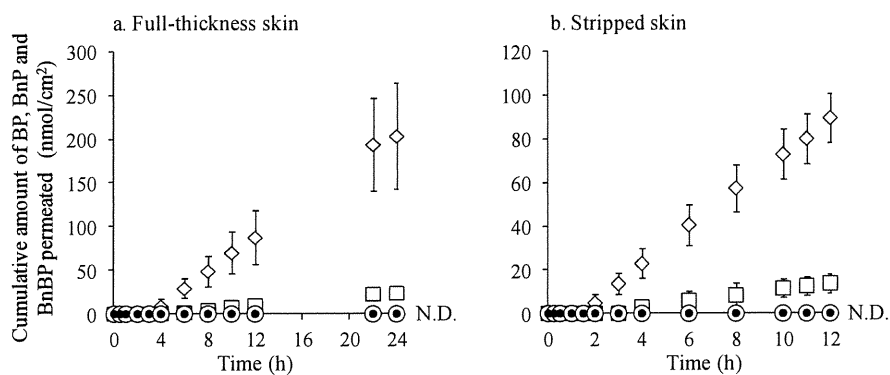 a. Full-thickness skin
b. Stripped skin
Cumulative amount of BP, BnP and
BnBP permeated (nmol/cm²)
300
250
200
150
100
50
0
0 4 8 12 16 20 24
Time (h)
N.D.
120
100
80
60
40
20
0
0 2 4 6 8 10 12
Time (h)
N.D.